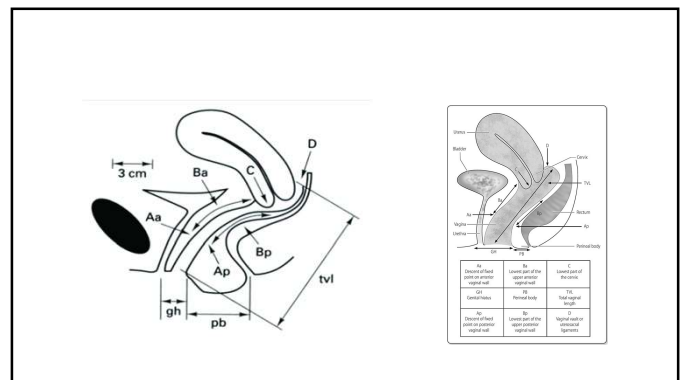 3 cm
Ba
C
D
Aa
Bp
Ap
tvl
gh
pb
Uterus
D
Bladder
Cervix
TVL
Ba
Bp
Rectum
Aa
Ap
Vagina
Urethra
Perineal body
GH
PB
Aa
Descent of fixed
point on anterior
vaginal wall
Ba
Lowest part of the
upper anterior
vaginal wall
C
Lowest part of
the cervix
GH
Genital hiatus
PB
Perineal body
TVL
Total vaginal
length
Ap
Descent of fixed
point on posterior
vaginal wall
Bp
Lowest part of the
upper posterior
vaginal wall
D
Vaginal vault or
uterosacral
ligaments